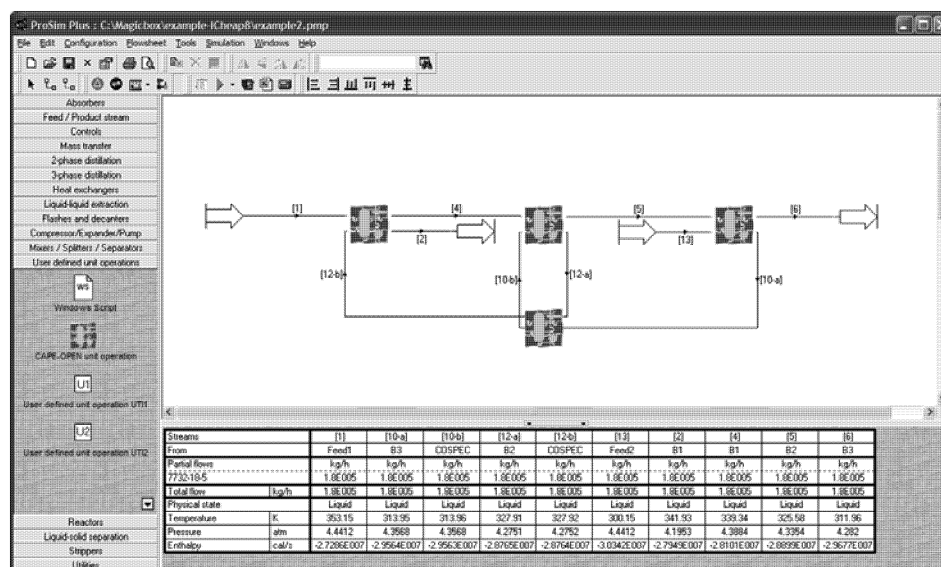 ProSim Plus : C:\Magicbox\example-ICheap8\example2.pmp
File Edit Configuration Flowsheet Tools Simulation Windows Help
Absorbers
Feed / Product stream
Controls
Mass transfer
2-phase distillation
3-phase distillation
Heat exchangers
Liquid-liquid extraction
Flashes and decanters
Compressor/Expander/Pump
Mixers / Splitters / Separators
User defined unit operations
WS
Windows Script
CAPE-OPEN unit operation
U1
User defined unit operation UTI1
U2
User defined unit operation UTI2
Reactors
Liquid-solid separation
Strippers
Utilities
[1] [4] [5] [6]
[2] [13]
[12-b] [10-b] [12-a] [10-a]
Streams [1] [10-a] [10-b] [12-a] [12-b] [13] [2] [4] [5] [6]
From Feed1 B3 COSPEC B2 COSPEC Feed2 B1 B1 B2 B3
Partial flows kg/h kg/h kg/h kg/h kg/h kg/h kg/h kg/h kg/h kg/h
7732-18-5 1.8E005 1.8E005 1.8E005 1.8E005 1.8E005 1.8E005 1.8E005 1.8E005 1.8E005 1.8E005
Total flow kg/h 1.8E005 1.8E005 1.8E005 1.8E005 1.8E005 1.8E005 1.8E005 1.8E005 1.8E005 1.8E005
Physical state Liquid Liquid Liquid Liquid Liquid Liquid Liquid Liquid Liquid Liquid
Temperature K 353.15 313.95 313.96 327.91 327.92 300.15 341.93 339.34 325.58 311.96
Pressure atm 4.4412 4.3568 4.3568 4.2751 4.2752 4.4412 4.1953 4.3884 4.3354 4.282
Enthalpy cal/s -2.7286E007 -2.9564E007 -2.9563E007 -2.8765E007 -2.8764E007 -3.0342E007 -2.7949E007 -2.8101E007 -2.8899E007 -2.9677E007